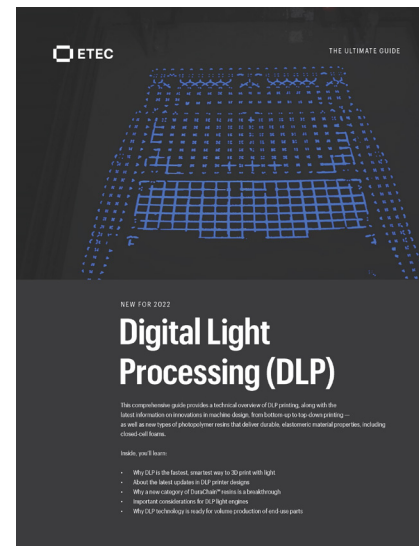 ETEC
THE ULTIMATE GUIDE
NEW FOR 2022
Digital Light
Processing (DLP)
This comprehensive guide provides a technical overview of DLP printing, along with the
latest information on innovations in machine design, from bottom-up to top-down printing —
as well as new types of photopolymer resins that deliver durable, elastomeric material properties, including
closed-cell foams.
Inside, you'll learn:
• Why DLP is the fastest, smartest way to 3D print with light
• About the latest updates in DLP printer designs
• Why a new category of DuraChain™ resins is a breakthrough
• Important considerations for DLP light engines
• Why DLP technology is ready for volume production of end-use parts